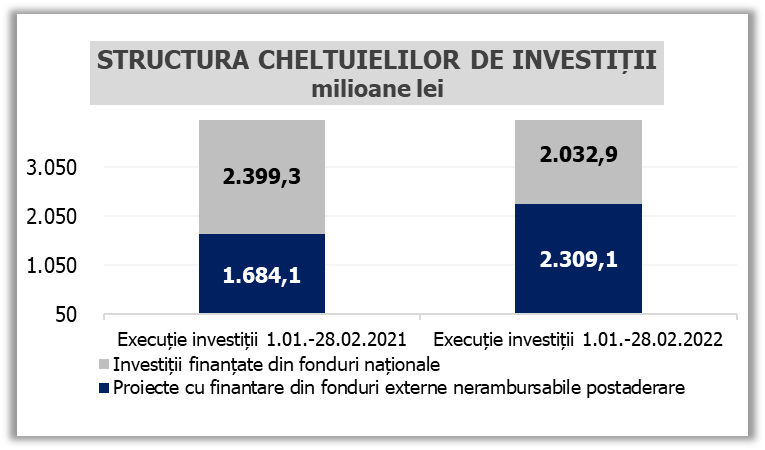 STRUCTURA CHELTUIELILOR DE INVESTIȚII
milioane lei
3.050
2.050
1.050
50
2.399,3
1.684,1
2.032,9
2.309,1
Execuție investiții 1.01.-28.02.2021
Execuție investiții 1.01.-28.02.2022
Investiții finanțate din fonduri naționale
Proiecte cu finantare din fonduri externe nerambursabile postaderare